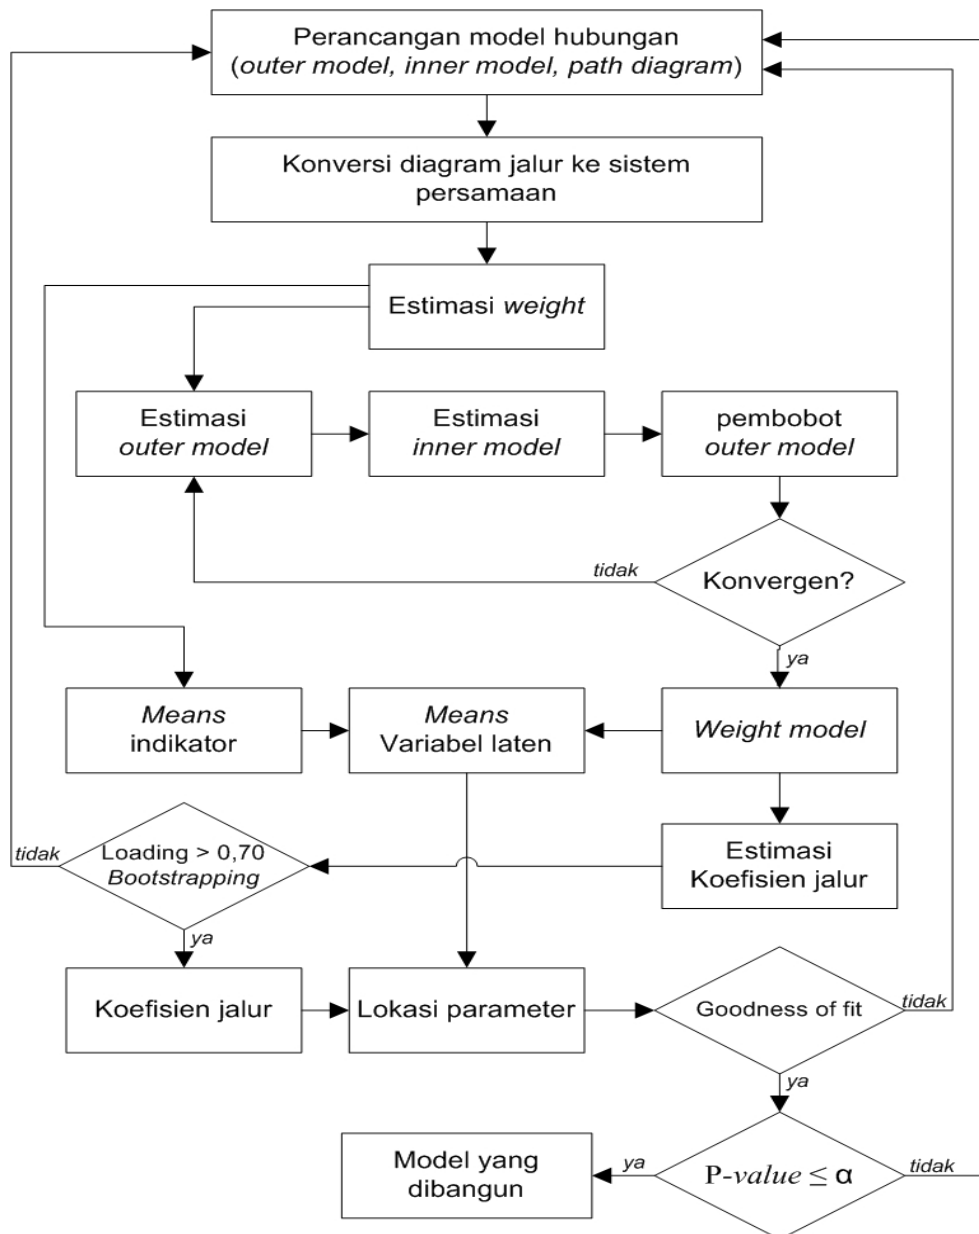 Perancangan model hubungan
(outer model, inner model, path diagram)
Konversi diagram jalur ke sistem
persamaan
Estimasi weight
Estimasi
outer model
Estimasi
inner model
pembobot
outer model
tidak
Konvergen?
ya
Means
indikator
Means
Variabel laten
Weight model
tidak
Loading > 0,70
Bootstrapping
Estimasi
Koefisien jalur
ya
Koefisien jalur
Lokasi parameter
Goodness of fit
tidak
ya
Model yang
dibangun
ya
P-value ≤ α
tidak